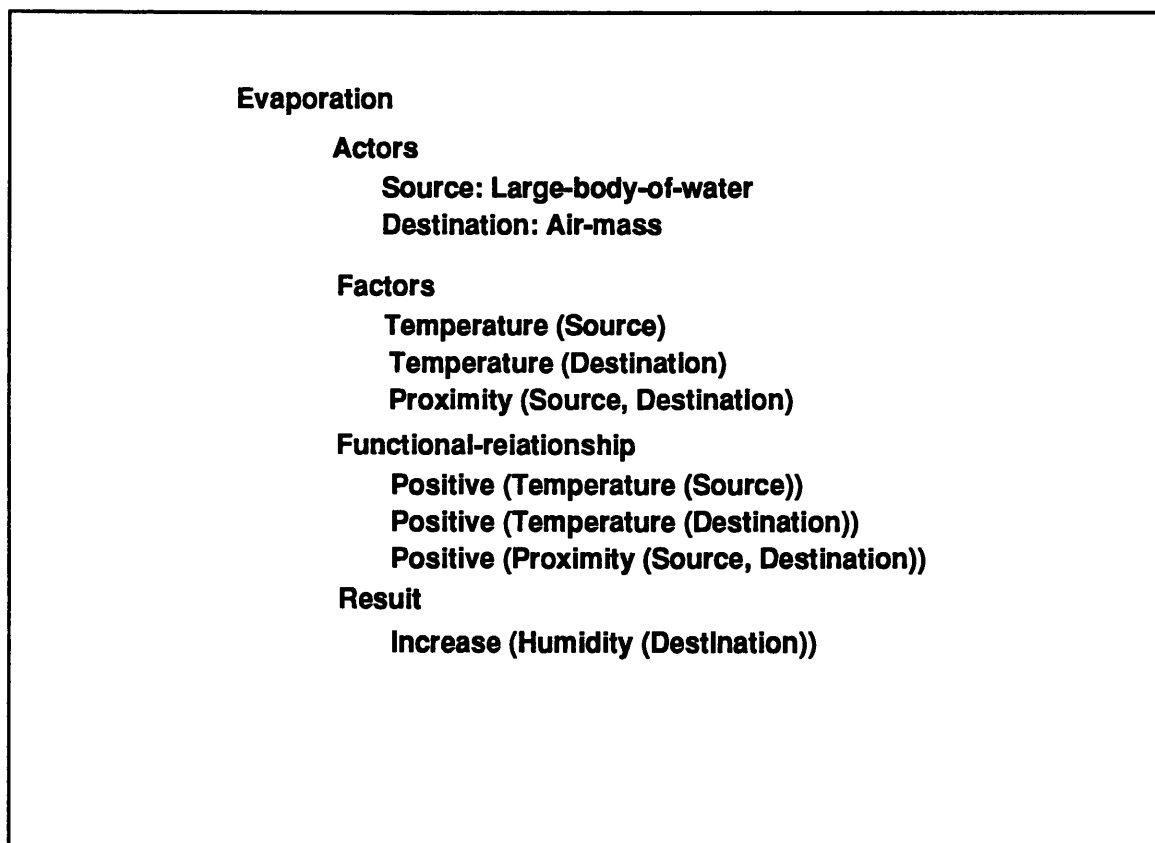 Evaporation
Actors
Source: Large-body-of-water
Destination: Air-mass
Factors
Temperature (Source)
Temperature (Destination)
Proximity (Source, Destination)
Functional-relationship
Positive (Temperature (Source))
Positive (Temperature (Destination))
Positive (Proximity (Source, Destination))
Result
Increase (Humidity (Destination))